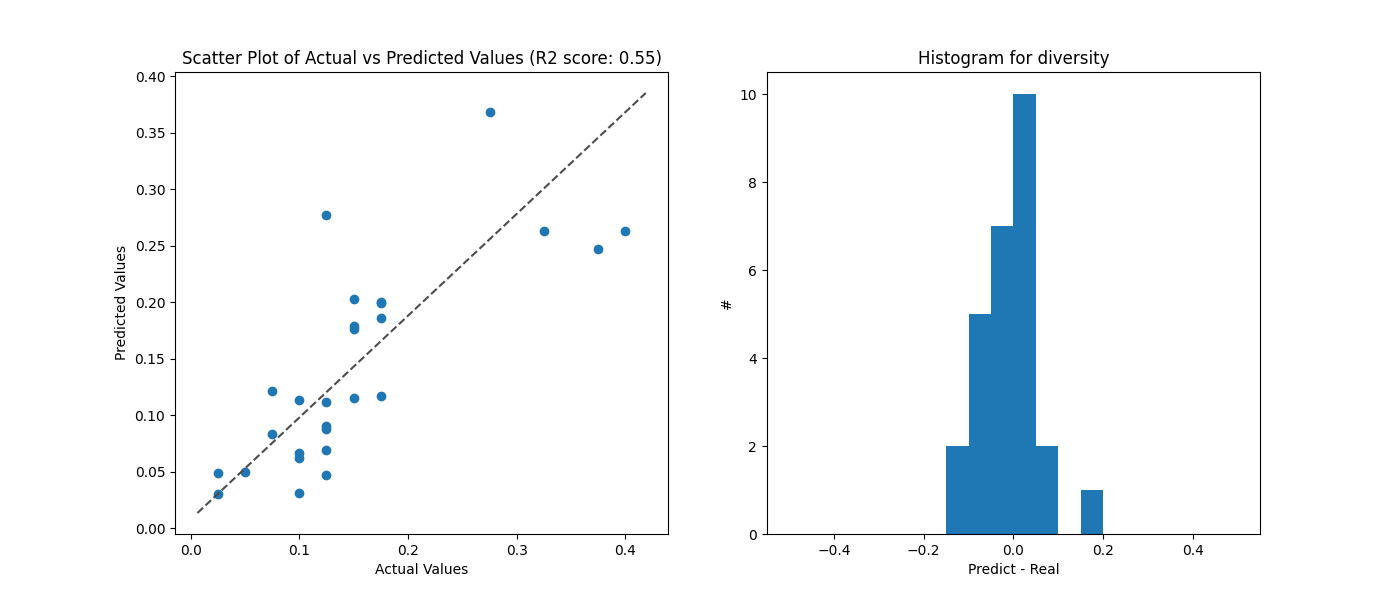 Scatter Plot of Actual vs Predicted Values (R2 score: 0.55)
0.40
0.35
0.30
0.25
0.20
0.15
0.10
0.05
0.00
Predicted Values
0.0 0.1 0.2 0.3 0.4
Actual Values
Histogram for diversity
10
8
6
4
2
0
#
−0.4 −0.2 0.0 0.2 0.4
Predict - Real